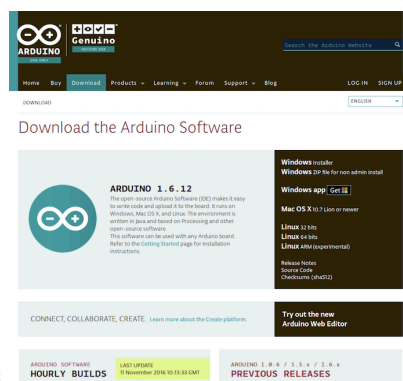 ARDUINO
Genuino
Search the Arduino Website
Home Buy Download Products Learning Forum Support Blog LOG IN SIGN UP
DOWNLOAD
ENGLISH
Download the Arduino Software
ARDUINO 1.6.12
The open-source Arduino Software (IDE) makes it easy
to write code and upload it to the board. It runs on
Windows, Mac OS X, and Linux. The environment is
written in Java and based on Processing and other
open-source software.
This software can be used with any Arduino board.
Refer to the Getting Started page for Installation
instructions.
Windows Installer
Windows ZIP file for non admin install
Windows app Get
Mac OS X 10.7 Lion or newer
Linux 32 bits
Linux 64 bits
Linux ARM (experimental)
Release Notes
Source Code
Checksums (sha512)
CONNECT, COLLABORATE, CREATE. Learn more about the Create platform.
Try out the new
Arduino Web Editor
ARDUINO SOFTWARE
HOURLY BUILDS
LAST UPDATE
11 November 2016 10:13:33 GMT
ARDUINO 1.0.6 / 1.5.x / 1.6.x
PREVIOUS RELEASES